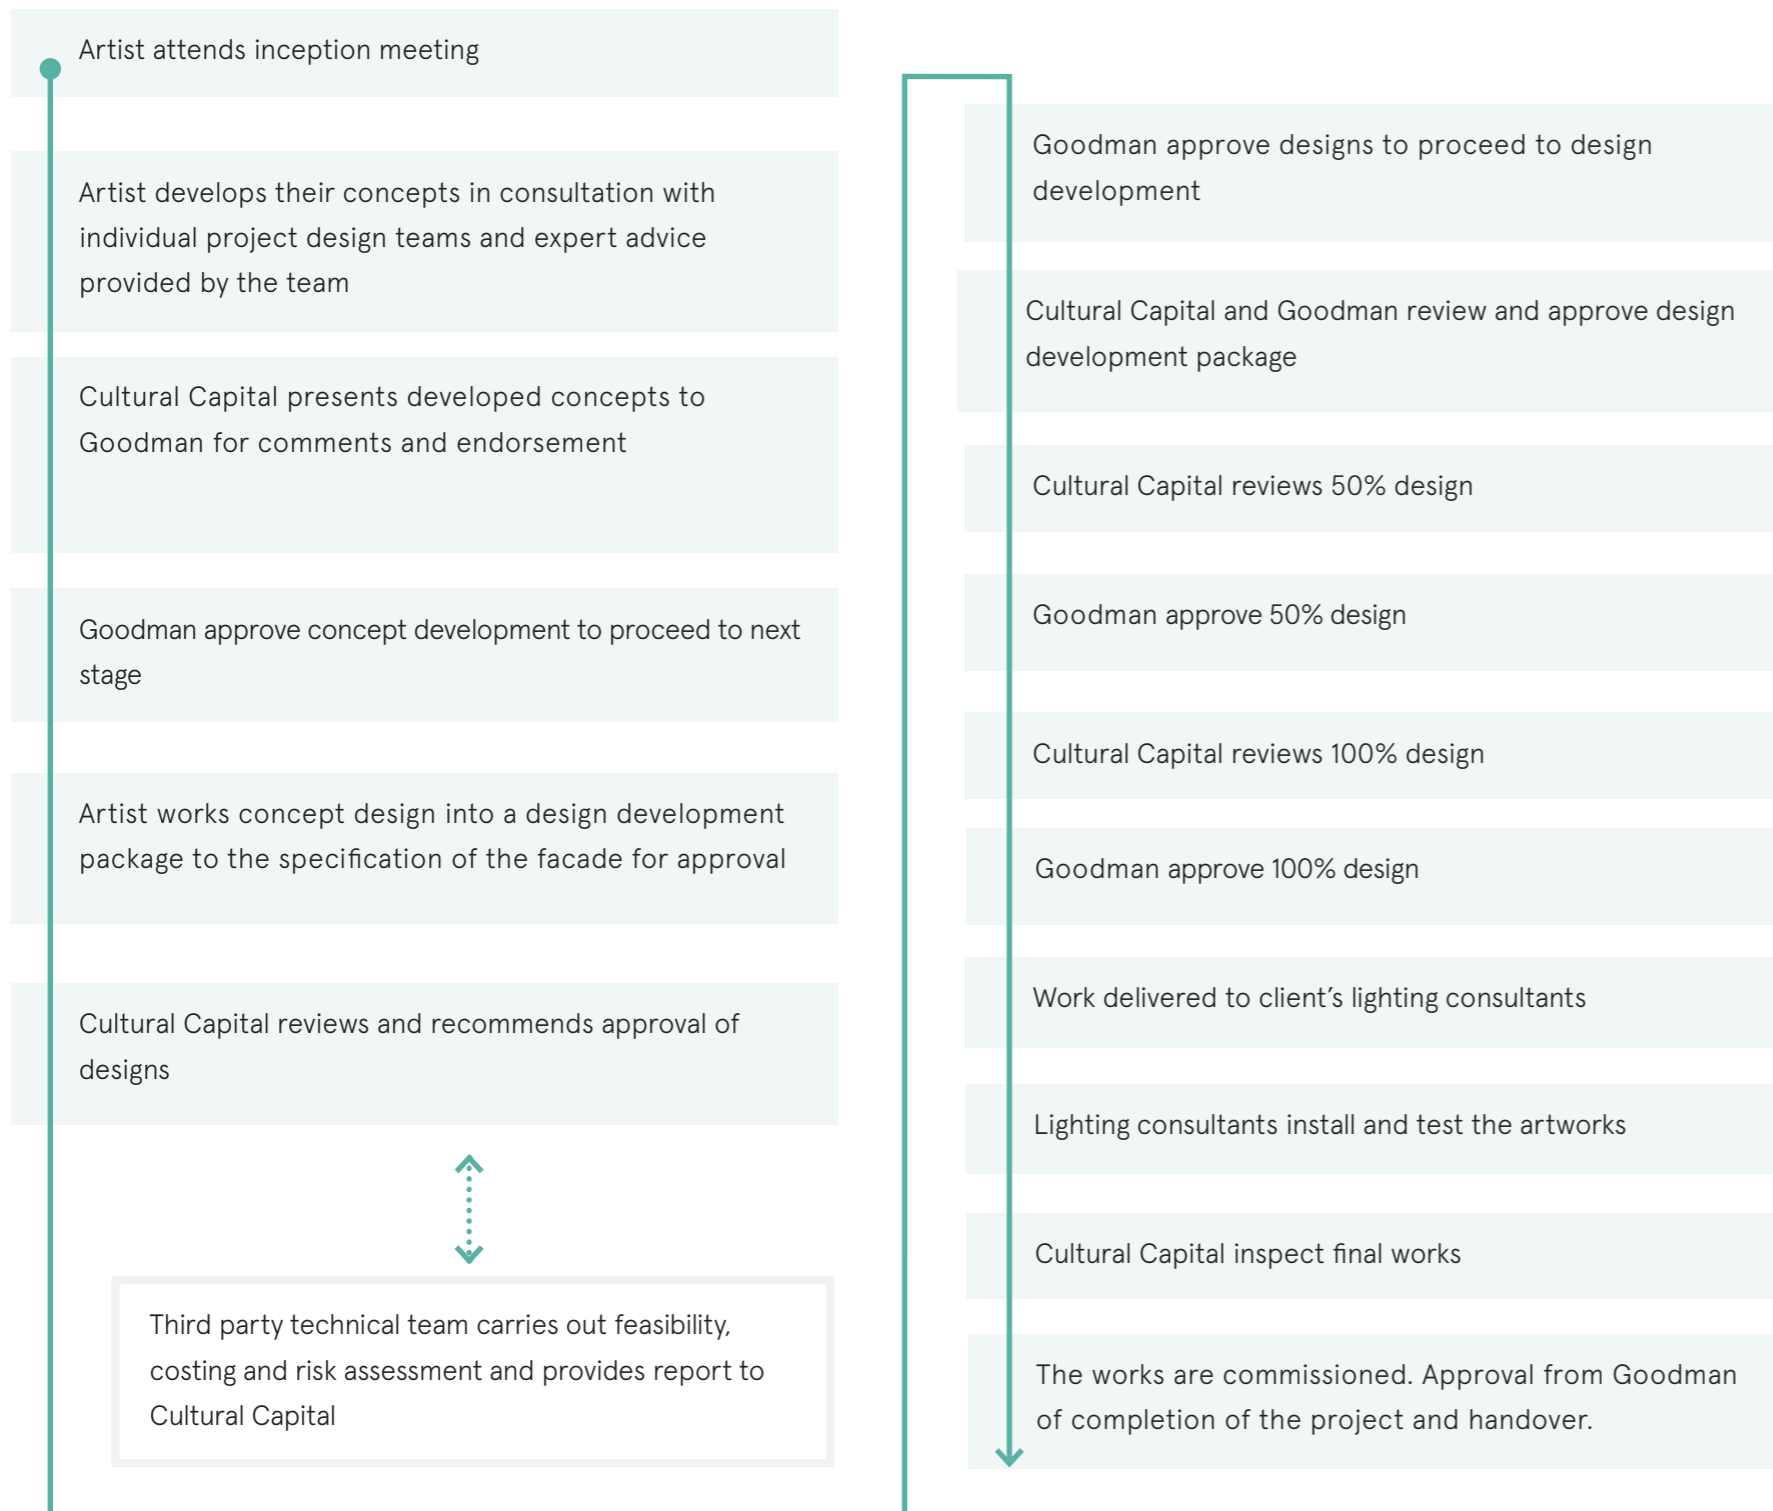 Artist attends inception meeting
Artist develops their concepts in consultation with
individual project design teams and expert advice
provided by the team
Cultural Capital presents developed concepts to
Goodman for comments and endorsement
Goodman approve concept development to proceed to next
stage
Artist works concept design into a design development
package to the specification of the facade for approval
Cultural Capital reviews and recommends approval of
designs
Third party technical team carries out feasibility,
costing and risk assessment and provides report to
Cultural Capital
Goodman approve designs to proceed to design
development
Cultural Capital and Goodman review and approve design
development package
Cultural Capital reviews 50% design
Goodman approve 50% design
Cultural Capital reviews 100% design
Goodman approve 100% design
Work delivered to client’s lighting consultants
Lighting consultants install and test the artworks
Cultural Capital inspect final works
The works are commissioned. Approval from Goodman
of completion of the project and handover.